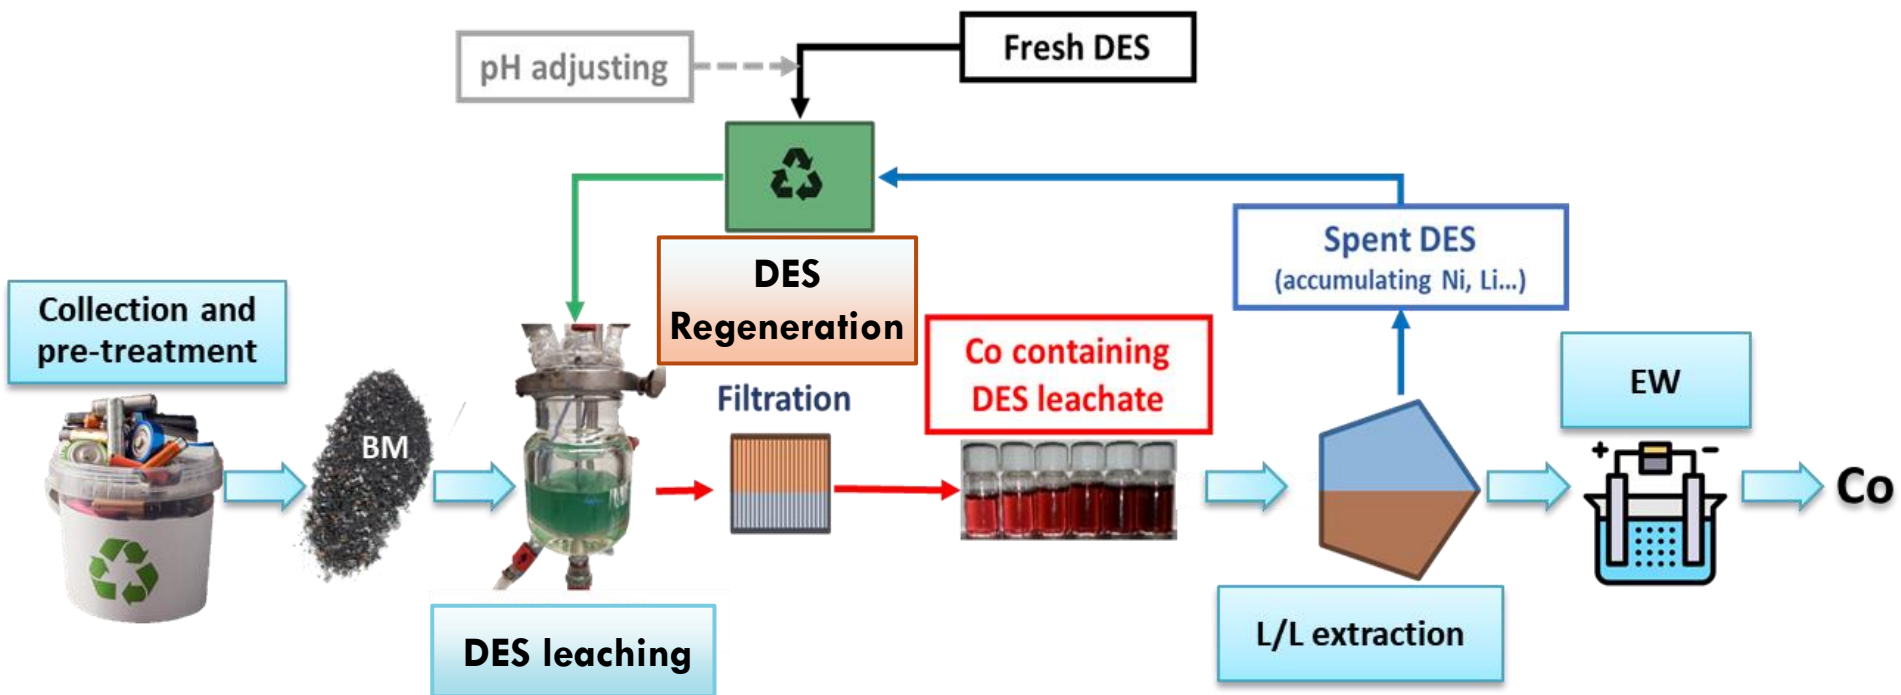 pH adjusting
Fresh DES
Spent DES
(accumulating Ni, Li...)
DES
Regeneration
Collection and
pre-treatment
BM
Filtration
Co containing
DES leachate
EW
+ −
Co
DES leaching
L/L extraction